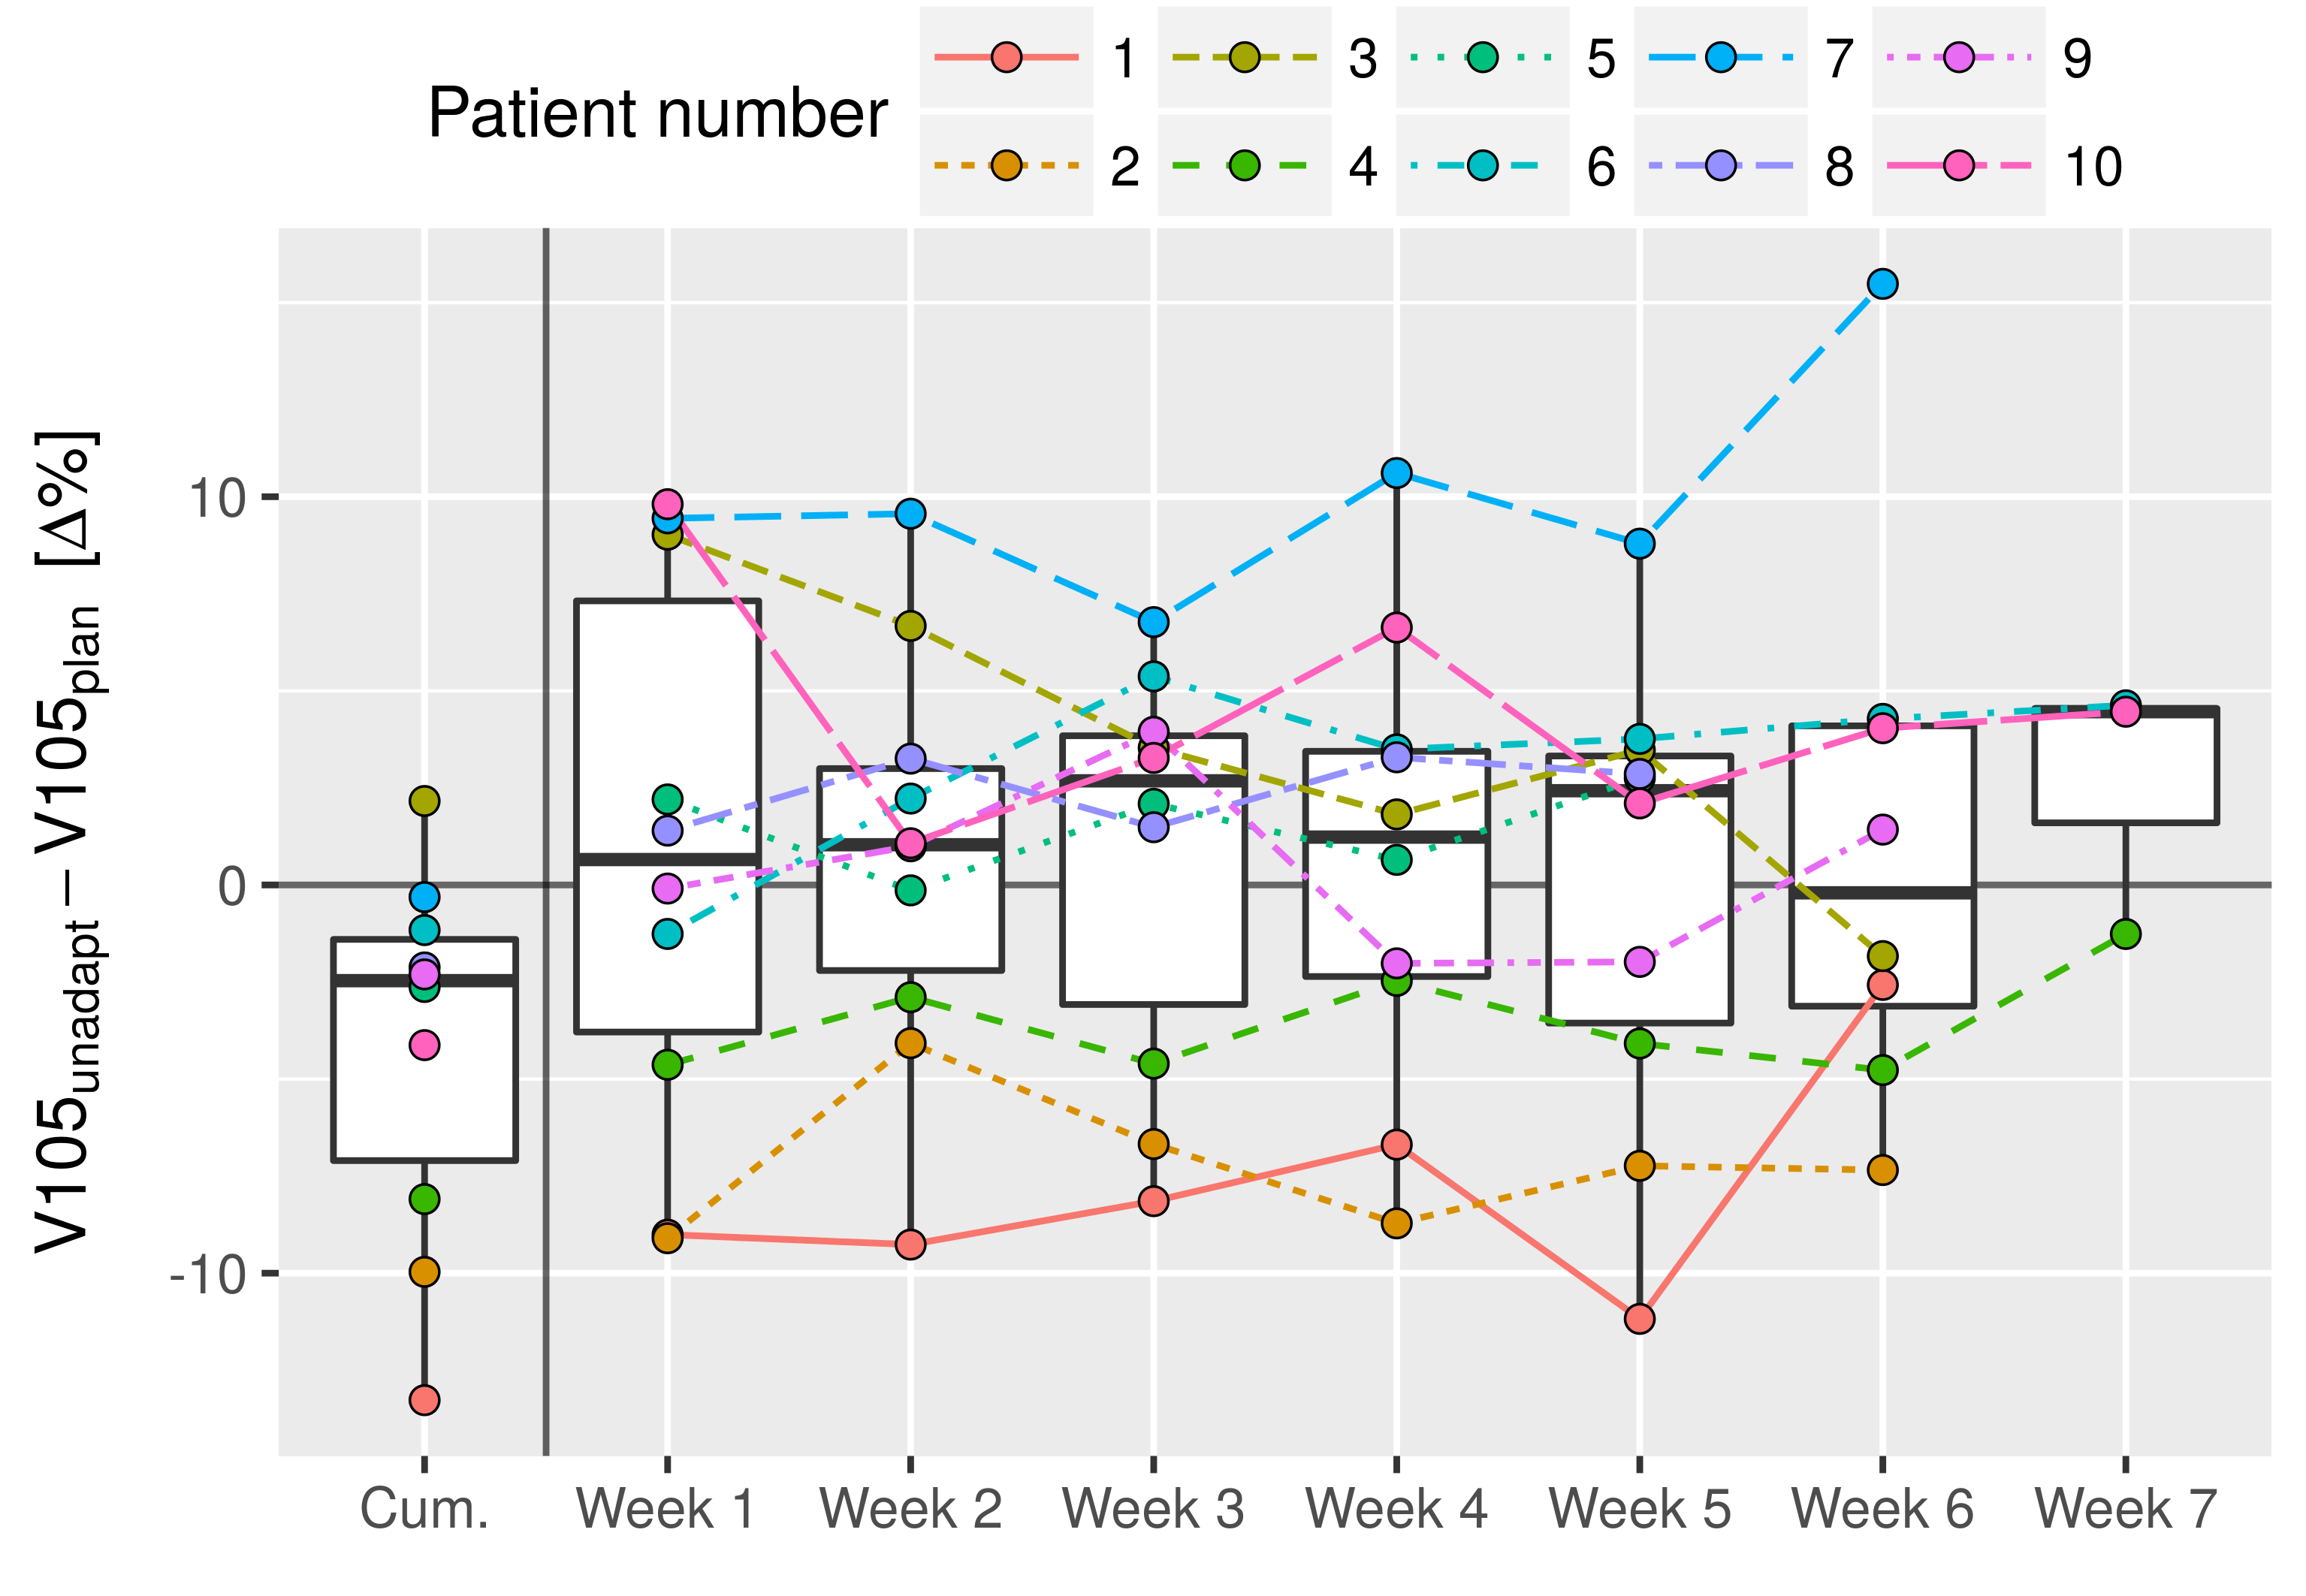 Patient number
1 3 5 7 9
2 4 6 8 10
V105unadapt − V105plan [Δ%]
10
0
-10
Cum. Week 1 Week 2 Week 3 Week 4 Week 5 Week 6 Week 7